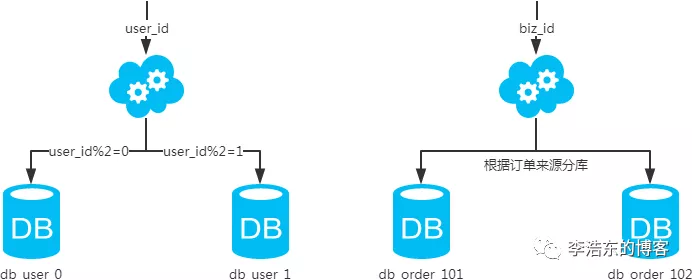 user_id
biz_id
user_id%2=0
user_id%2=1
根据订单来源分库
DB
DB
DB
DB
李浩东的博客
db_user_0
db_user_1
db_order_101
db_order_102